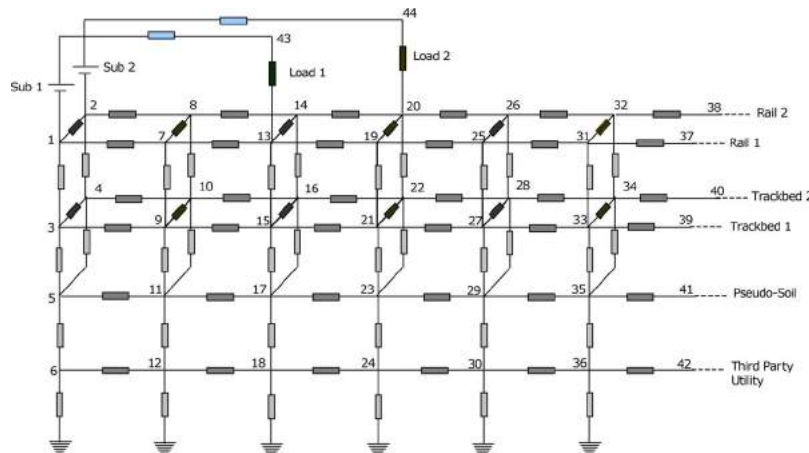 44
43
Load 2
Sub 2
Load 1
Sub 1
2 8 14 20 26 32 38 Rail 2
1 7 13 19 25 31 37 Rail 1
4 10 16 22 28 34 40 Trackbed 2
3 9 15 21 27 33 39 Trackbed 1
5 11 17 23 29 35 41 Pseudo-Soil
6 12 18 24 30 36 42 Third Party
Utility